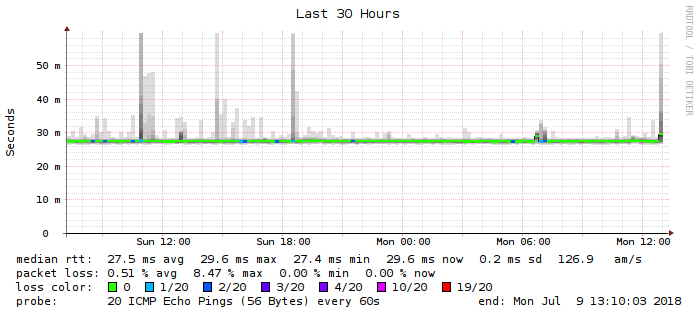 Last 30 Hours
RRDTOOL / TOBI OETIKER
Seconds
50 m
40 m
30 m
20 m
10 m
0
Sun 12:00 Sun 18:00 Mon 00:00 Mon 06:00 Mon 12:00
median rtt: 27.5 ms avg 29.6 ms max 27.4 ms min 29.6 ms now 0.2 ms sd 126.9 am/s
packet loss: 0.51 % avg 8.47 % max 0.00 % min 0.00 % now
loss color: 0 1/20 2/20 3/20 4/20 10/20 19/20
probe: 20 ICMP Echo Pings (56 Bytes) every 60s end: Mon Jul 9 13:10:03 2018